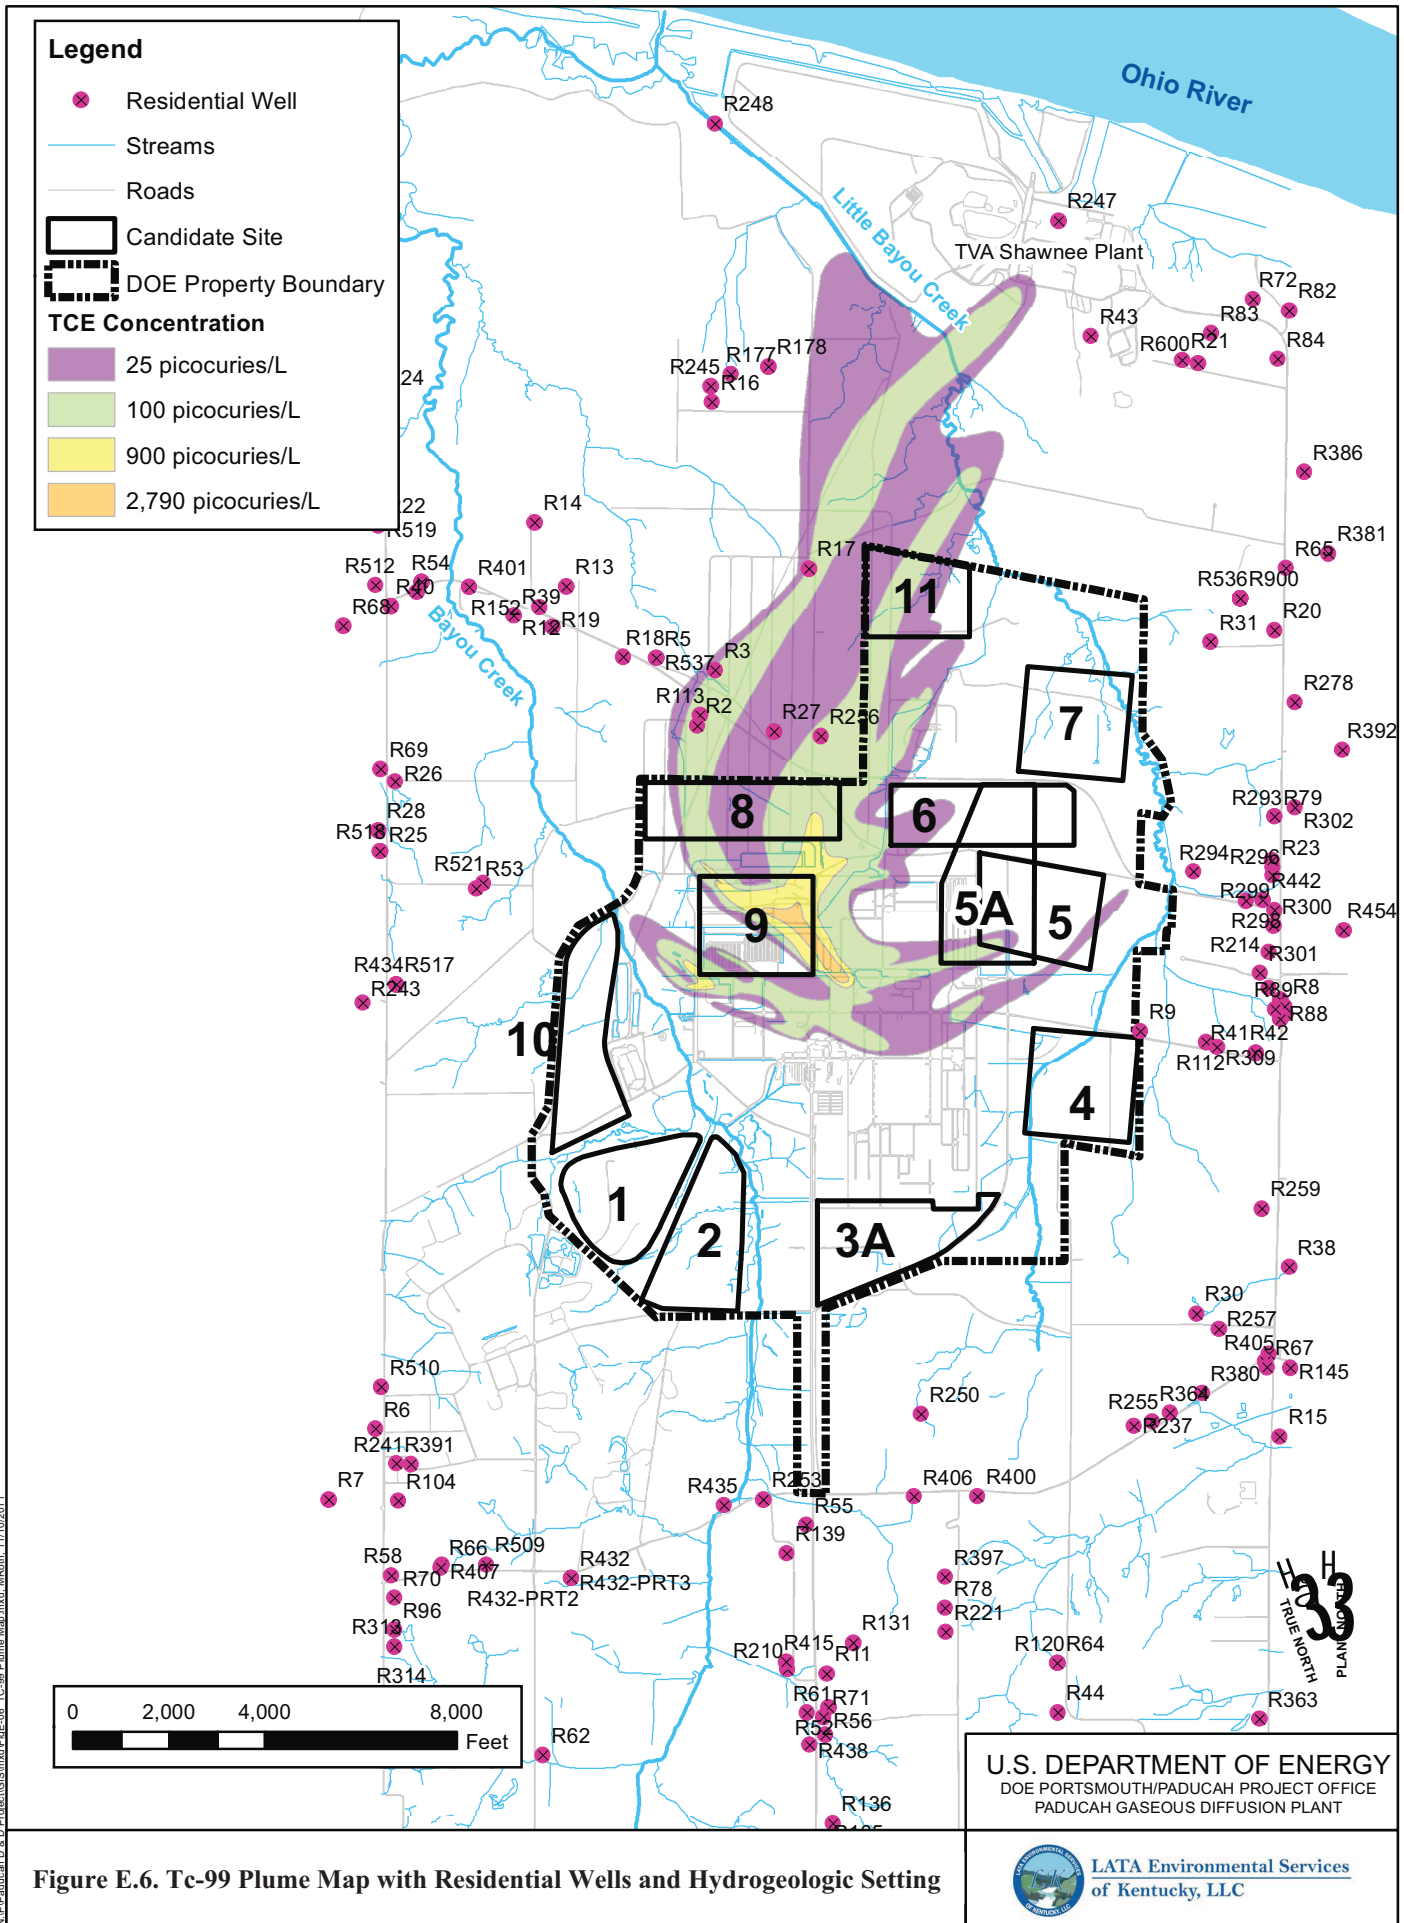 Legend
Residential Well
Streams
Roads
Candidate Site
DOE Property Boundary
TCE Concentration
25 picocuries/L
100 picocuries/L
900 picocuries/L
2,790 picocuries/L
Ohio River
R248
Little Bayou Creek
R247
TVA Shawnee Plant
R72
R82
R43
R83
R600
R21
R84
R177
R178
R245
R16
24
R386
R14
R519
R381
R17
R65
R512
R54
R401
R13
R40
R39
R536
R900
R68
R152
R12
R19
R20
R31
11
Bayou Creek
R18
R5
R537
R3
R278
R113
R2
R27
R256
7
R392
R69
R26
R28
R518
R25
8
6
R293
R79
R302
R23
R294
R296
R521
R53
R442
R299
R300
R298
R454
9
5A
5
R214
R301
R434
R517
R243
R89
R8
R88
R9
R41
R42
R112
R309
10
4
1
2
3A
R259
R38
R30
R257
R405
R67
R380
R145
R510
R6
R250
R255
R364
R237
R15
R241
R391
R7
R104
R435
R253
R406
R400
R55
R139
R58
R66
R509
R70
R407
R432
R432-PRT3
R432-PRT2
R397
R78
R221
R96
R313
R314
R131
R210
R415
R11
R120
R64
R61
R71
R56
R52
R438
R44
R363
R62
R136
TRUE NORTH
PLANT NORTH
0 2,000 4,000 8,000
Feet
U.S. DEPARTMENT OF ENERGY
DOE PORTSMOUTH/PADUCAH PROJECT OFFICE
PADUCAH GASEOUS DIFFUSION PLANT
Figure E.6. Tc-99 Plume Map with Residential Wells and Hydrogeologic Setting
LATA Environmental Services
of Kentucky, LLC